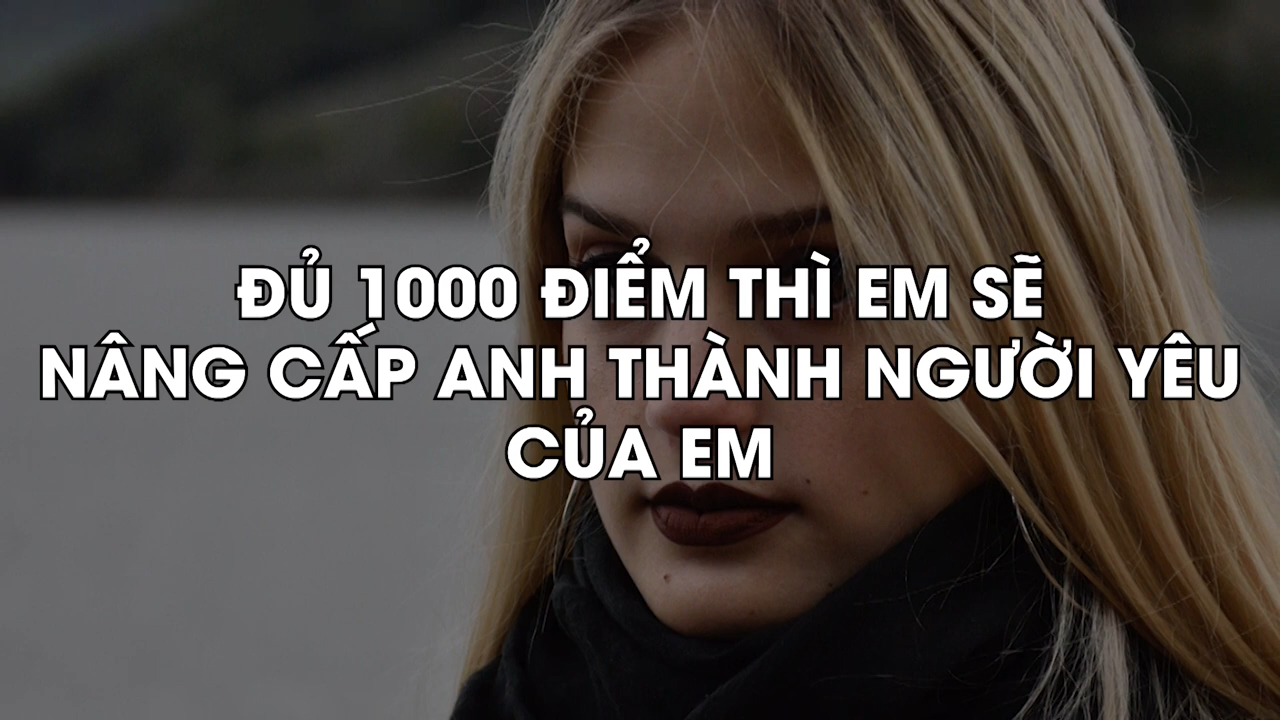 ĐỦ 1000 ĐIỂM THÌ EM SẼ
NÂNG CẤP ANH THÀNH NGƯỜI YÊU
CỦA EM